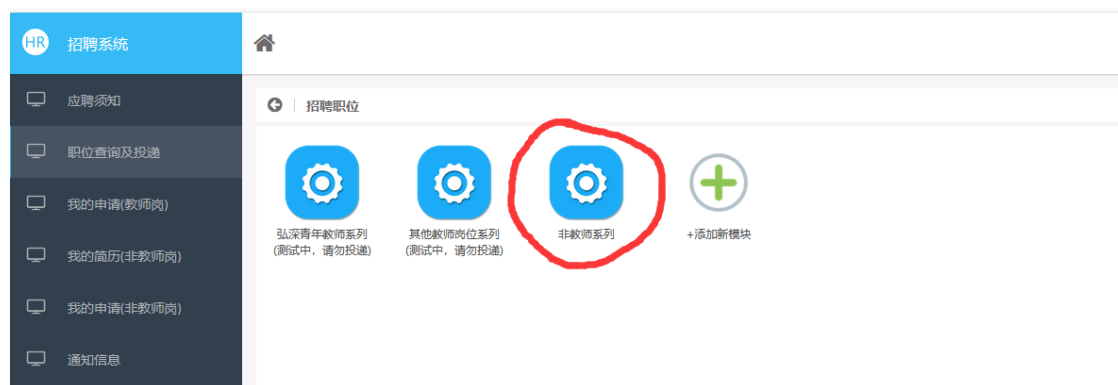 HR 招聘系统
应聘须知
职位查询及投递
我的申请(教师岗)
我的简历(非教师岗)
我的申请(非教师岗)
通知信息
招聘职位
弘深青年教师系列
(测试中，请勿投递)
其他教师岗位系列
(测试中，请勿投递)
非教师系列
+添加新模块